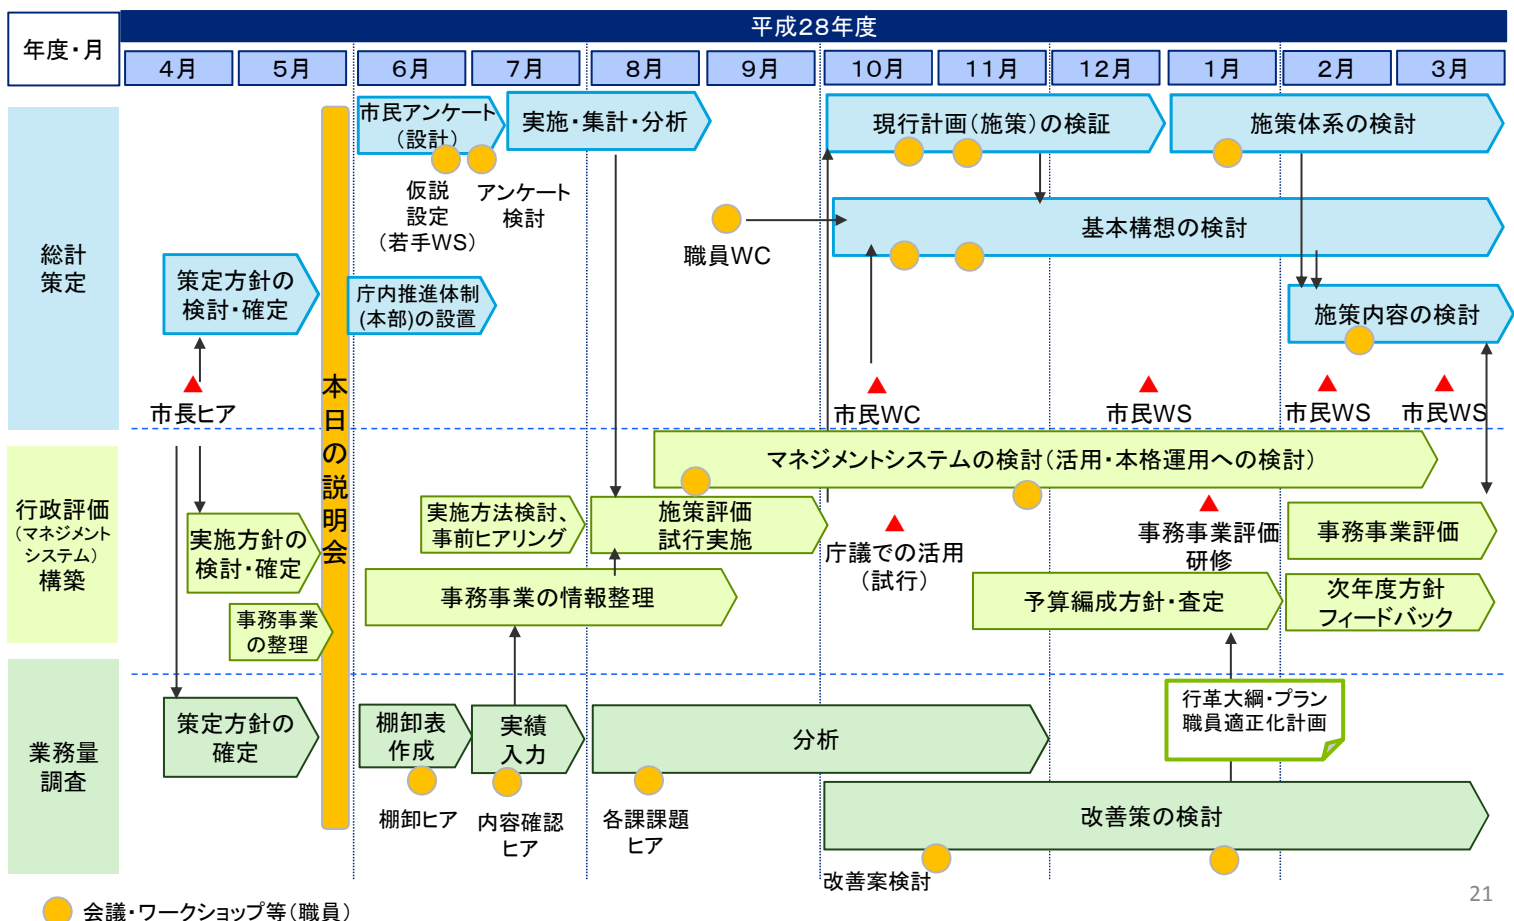 平成28年度
年度・月
4月 5月 6月 7月 8月 9月 10月 11月 12月 1月 2月 3月
総計
策定
市民アンケート
(設計)
実施・集計・分析
現行計画(施策)の検証
施策体系の検討
仮説
設定
(若手WS)
アンケート
検討
職員WC
基本構想の検討
策定方針の
検討・確定
庁内推進体制
(本部)の設置
施策内容の検討
市長ヒア
市民WC
市民WS
市民WS
市民WS
本日の説明会
行政評価
(マネジメント
システム)
構築
マネジメントシステムの検討(活用・本格運用への検討)
実施方針の
検討・確定
実施方法検討、
事前ヒアリング
施策評価
試行実施
庁議での活用
(試行)
事務事業評価
研修
事務事業評価
事務事業
の整理
事務事業の情報整理
予算編成方針・査定
次年度方針
フィードバック
業務量
調査
策定方針の
確定
棚卸表
作成
実績
入力
分析
行革大綱・プラン
職員適正化計画
棚卸ヒア
内容確認
ヒア
各課課題
ヒア
改善策の検討
改善案検討
会議・ワークショップ等(職員)
21